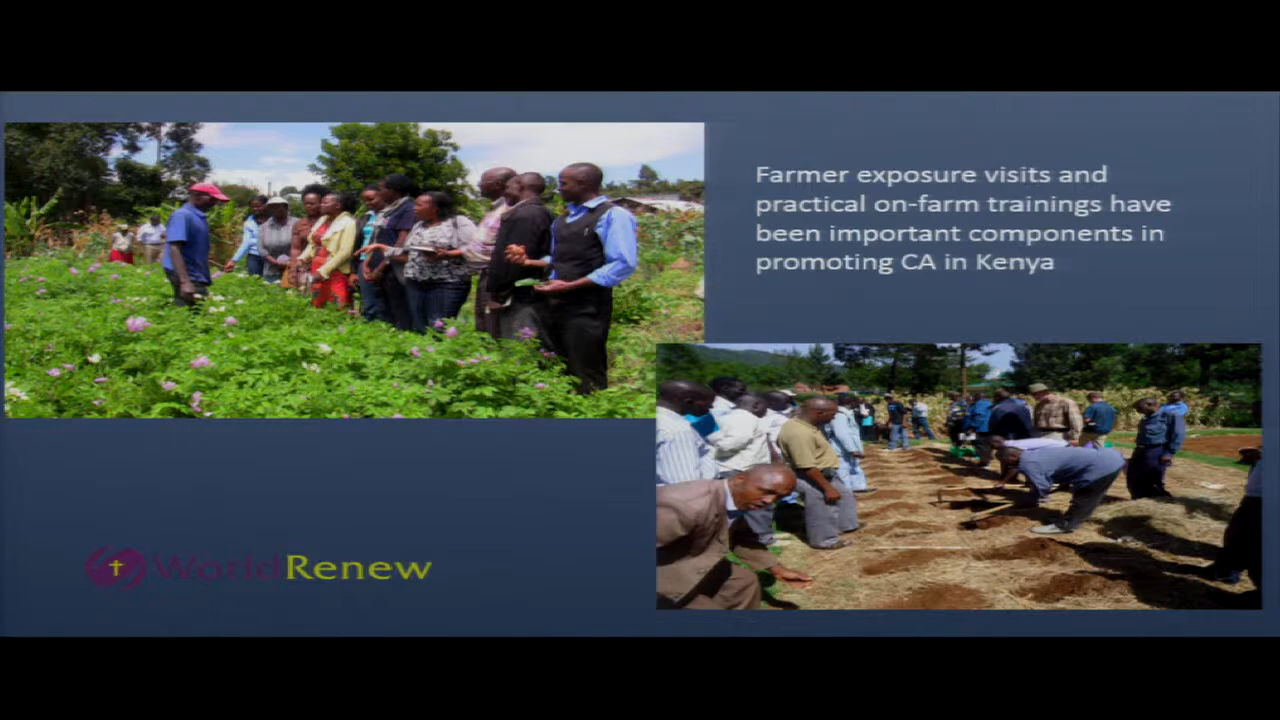 Farmer exposure visits and
practical on-farm trainings have
been important components in
promoting CA in Kenya
WorldRenew